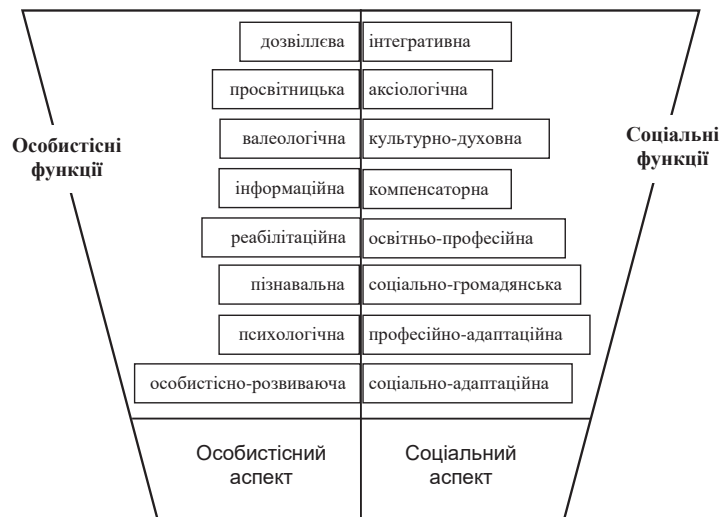 дозвіллєва інтегративна
просвітницька аксіологічна
Особистісні
функції
валеологічна культурно-духовна
Соціальні
функції
інформаційна компенсаторна
реабілітаційна освітньо-професійна
пізнавальна соціально-громадянська
психологічна професійно-адаптаційна
особистісно-розвиваюча соціально-адаптаційна
Особистісний
аспект
Соціальний
аспект